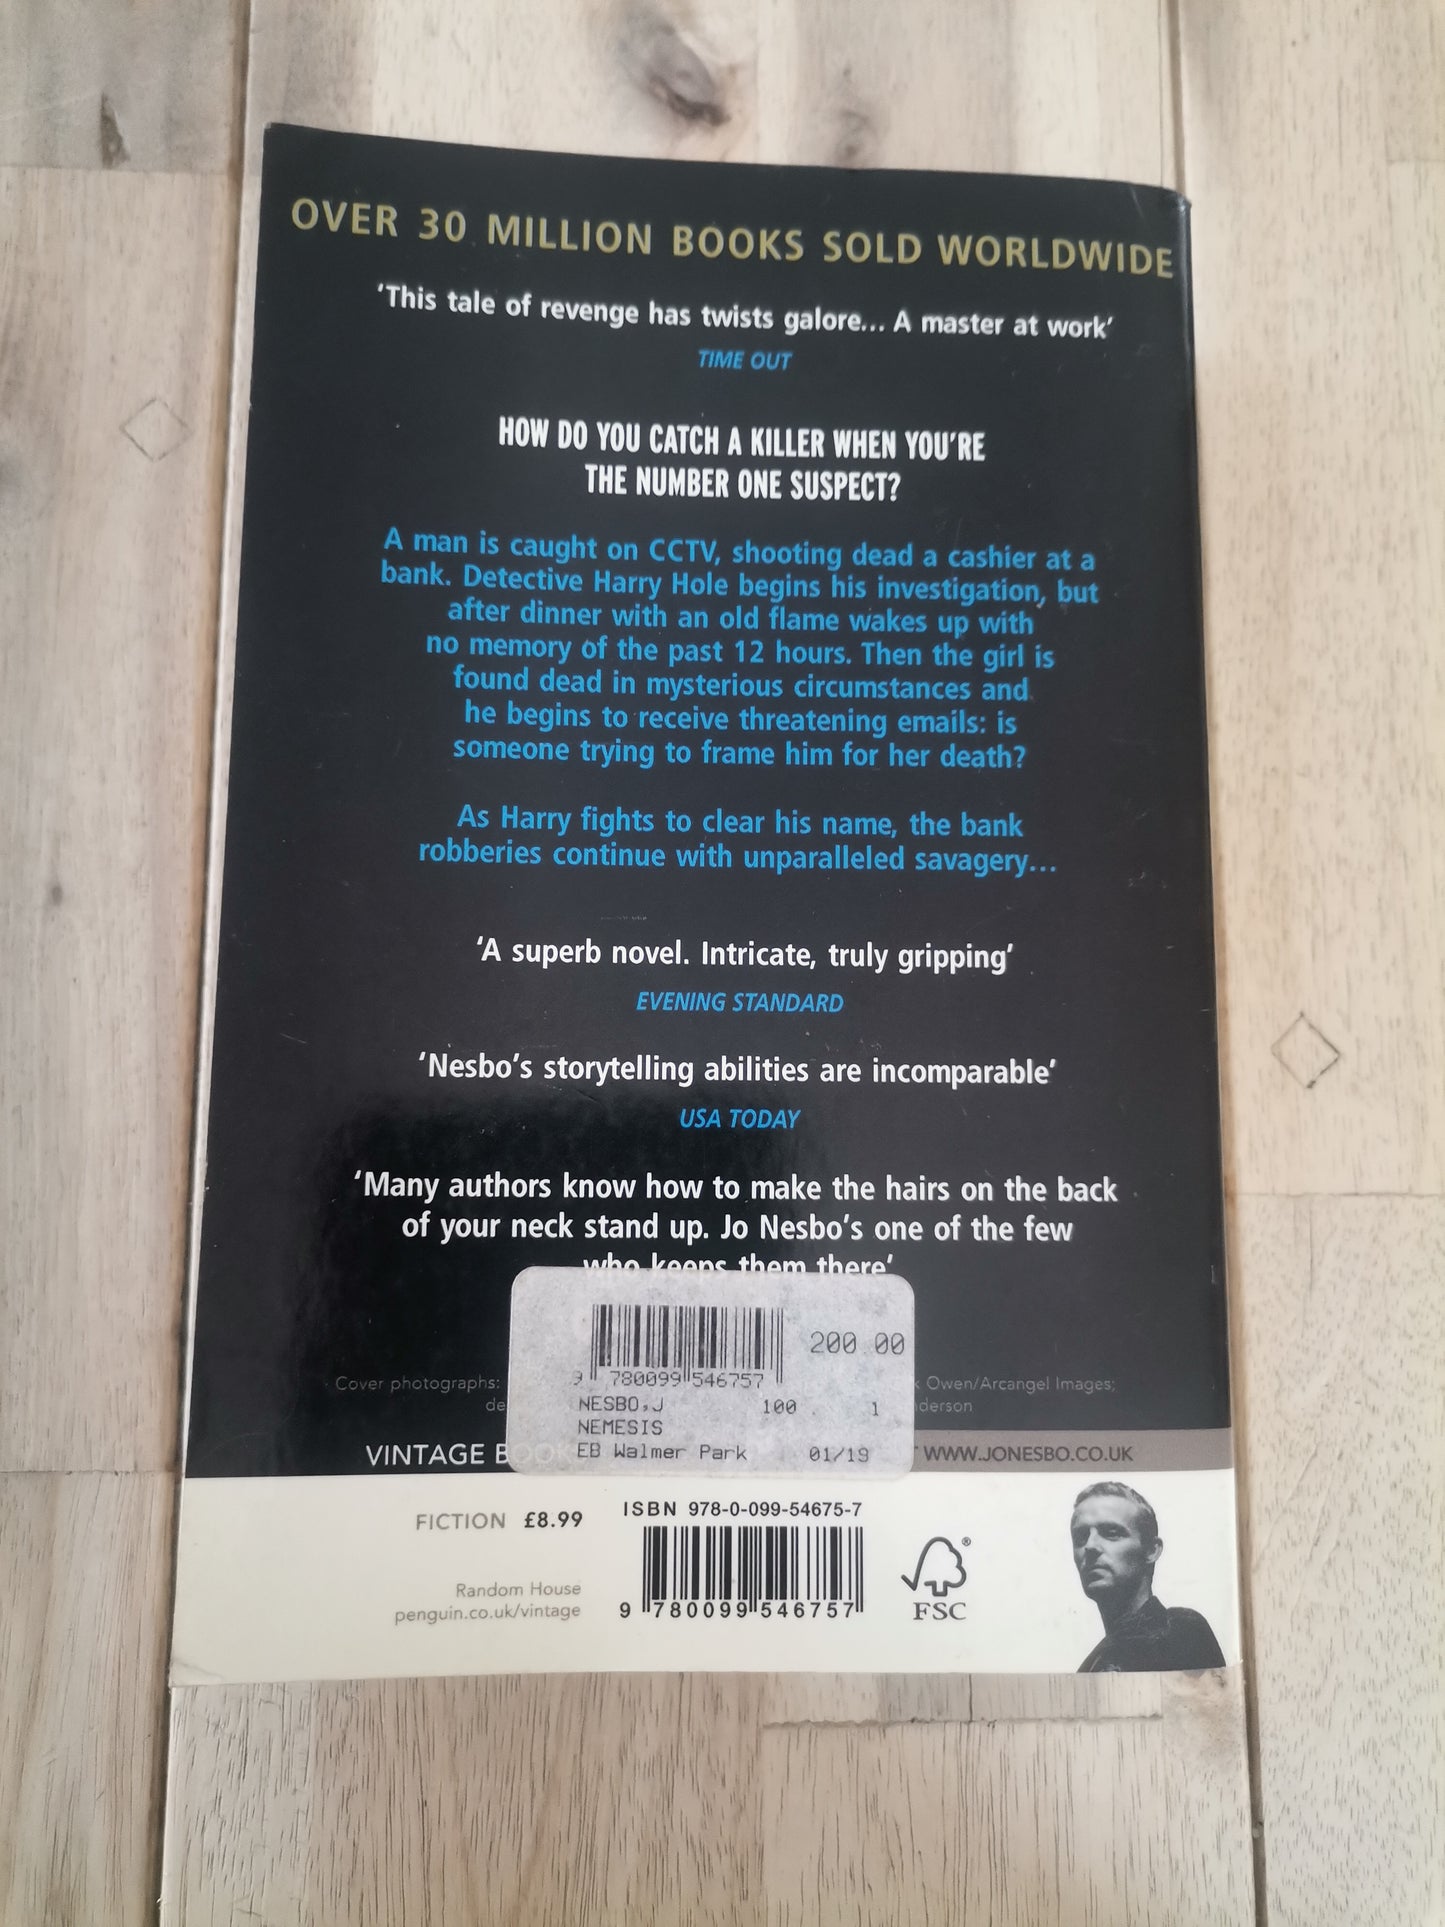 OVER 30 MILLION BOOKS SOLD WORLDWIDE
'This tale of revenge has twists galore... A master at work'
TIME OUT
HOW DO YOU CATCH A KILLER WHEN YOU'RE
THE NUMBER ONE SUSPECT?
A man is caught on CCTV, shooting dead a cashier at a
bank. Detective Harry Hole begins his investigation, but
after dinner with an old flame wakes up with
no memory of the past 12 hours. Then the girl is
found dead in mysterious circumstances and
he begins to receive threatening emails: is
someone trying to frame him for her death?
As Harry fights to clear his name, the bank
robberies continue with unparalleled savagery...
'A superb novel. Intricate, truly gripping'
EVENING STANDARD
'Nesbo's storytelling abilities are incomparable'
USA TODAY
'Many authors know how to make the hairs on the back
of your neck stand up. Jo Nesbo's one of the few
who keeps them there'
200.00
9 780099 546757
NESBO,J 100 . 1
NEMESIS
EB Walmer Park 01/19
Cover photographs: Owen/Arcangel Images;
VINTAGE WWW.JONESBO.CO.UK
FICTION £8.99
ISBN 978-0-099-54675-7
Random House
penguin.co.uk/vintage
9 780099 546757
FSC
®